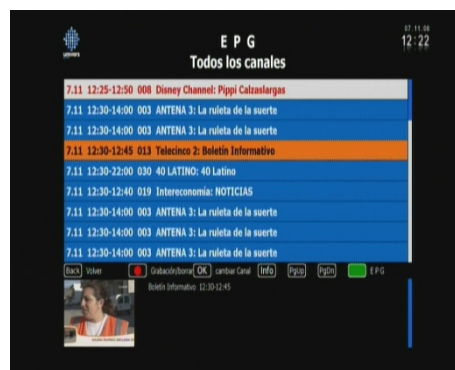 07.11.08
E P G
12:22
Todos los canales
7.11 12:25-12:50 008 Disney Channel: Pippi Calzaslargas
7.11 12:30-14:00 003 ANTENA 3: La ruleta de la suerte
7.11 12:30-14:00 003 ANTENA 3: La ruleta de la suerte
7.11 12:30-12:45 013 Telecinco 2: Boletín Informativo
7.11 12:30-22:00 030 40 LATINO: 40 Latino
7.11 12:30-12:40 019 Intereconomía: NOTICIAS
7.11 12:30-14:00 003 ANTENA 3: La ruleta de la suerte
7.11 12:30-14:00 003 ANTENA 3: La ruleta de la suerte
7.11 12:30-14:00 003 ANTENA 3: La ruleta de la suerte
Back Volver Grabación/borrar OK cambiar Canal Info PgUp PgDn E P G
Boletín Informativo 12:30-12:45